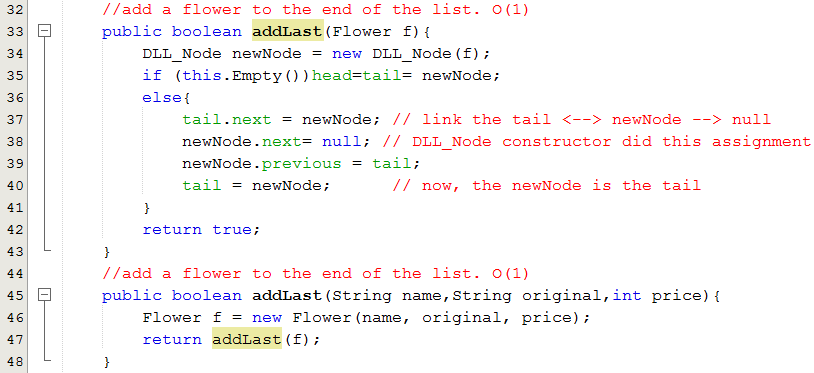 32 //add a flower to the end of the list. O(1)
33 public boolean addLast(Flower f){
34 DLL_Node newNode = new DLL_Node(f);
35 if (this.Empty())head=tail= newNode;
36 else{
37 tail.next = newNode; // link the tail <--> newNode --> null
38 newNode.next= null; // DLL_Node constructor did this assignment
39 newNode.previous = tail;
40 tail = newNode; // now, the newNode is the tail
41 }
42 return true;
43 }
44 //add a flower to the end of the list. O(1)
45 public boolean addLast(String name,String original,int price){
46 Flower f = new Flower(name, original, price);
47 return addLast(f);
48 }